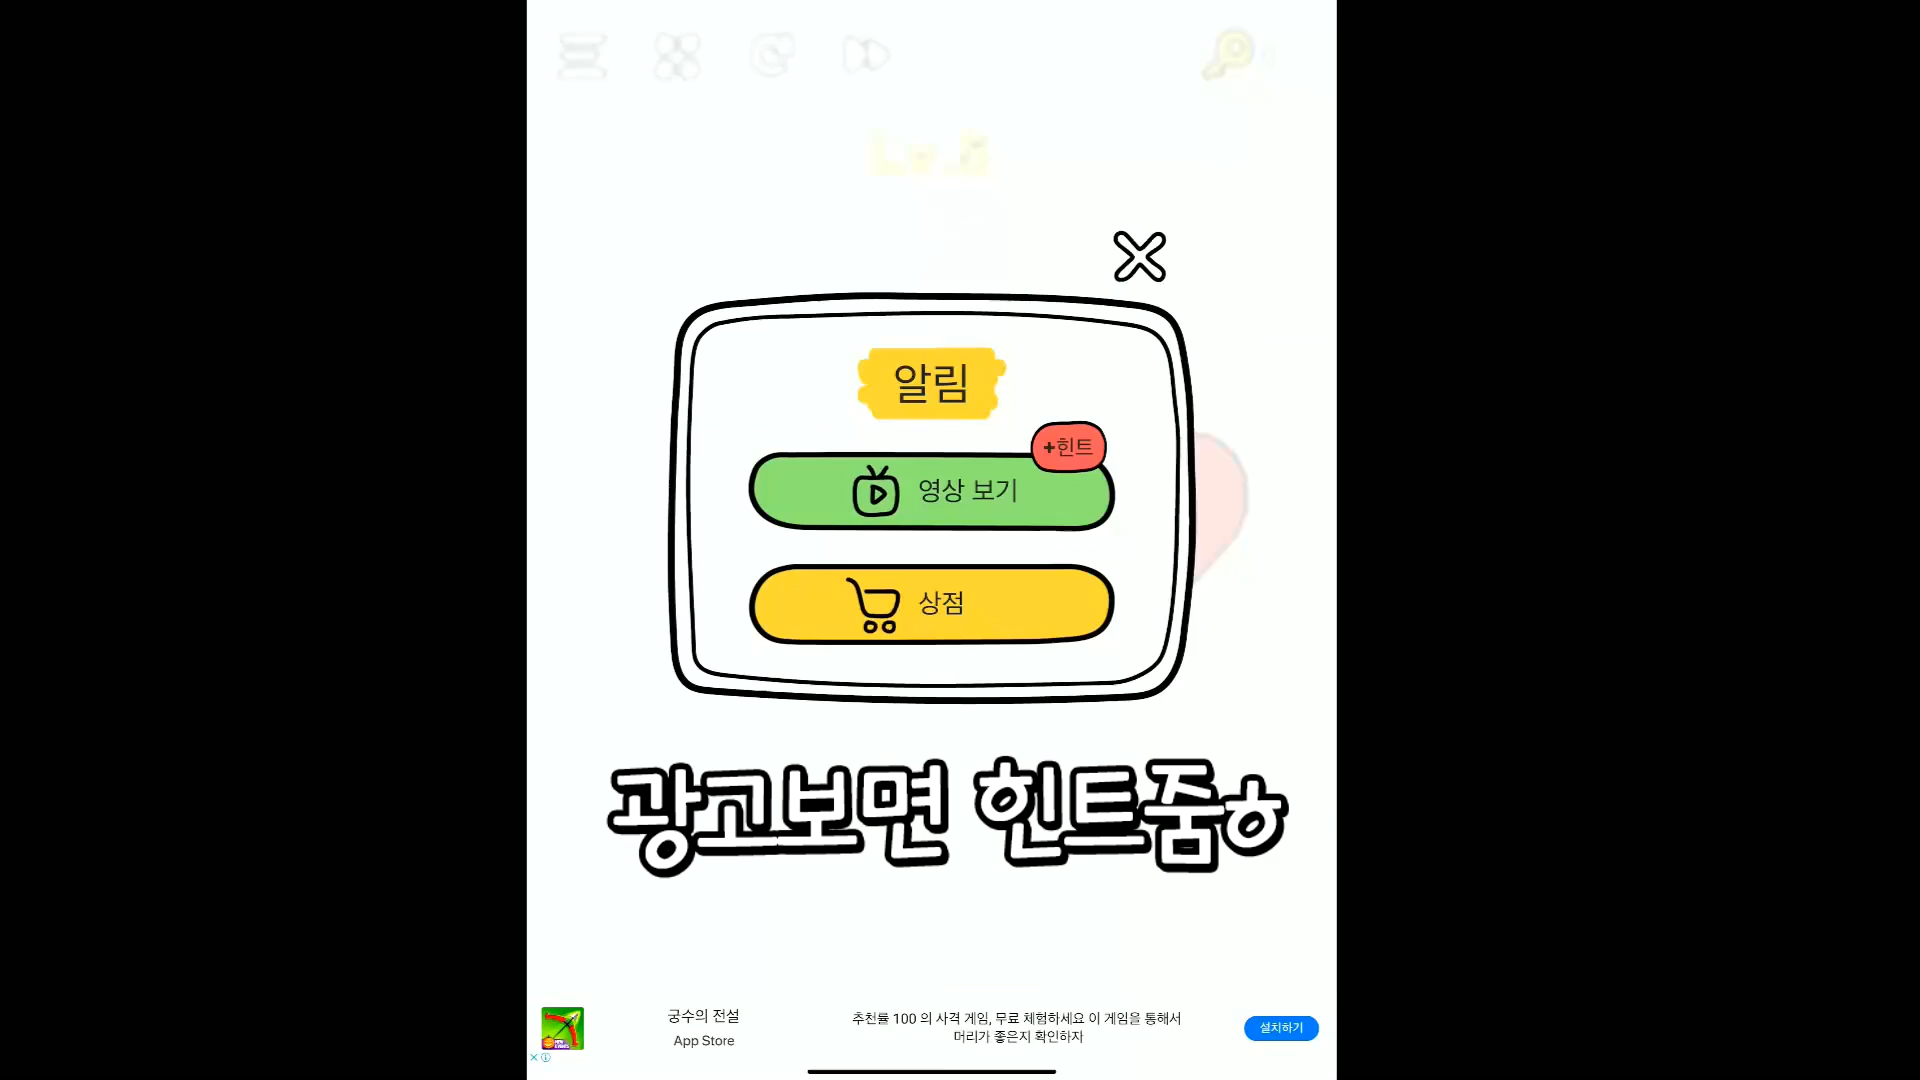 알림
+힌트
영상 보기
상점
광고보면 힌트줌ㅎ
궁수의 전설
App Store
추천률 100 의 사격 게임, 무료 체험하세요 이 게임을 통해서
머리가 좋은지 확인하자
설치하기